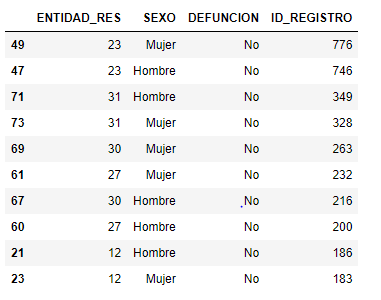 ENTIDAD_RES SEXO DEFUNCION ID_REGISTRO
49 23 Mujer No 776
47 23 Hombre No 746
71 31 Hombre No 349
73 31 Mujer No 328
69 30 Mujer No 263
61 27 Mujer No 232
67 30 Hombre No 216
60 27 Hombre No 200
21 12 Hombre No 186
23 12 Mujer No 183